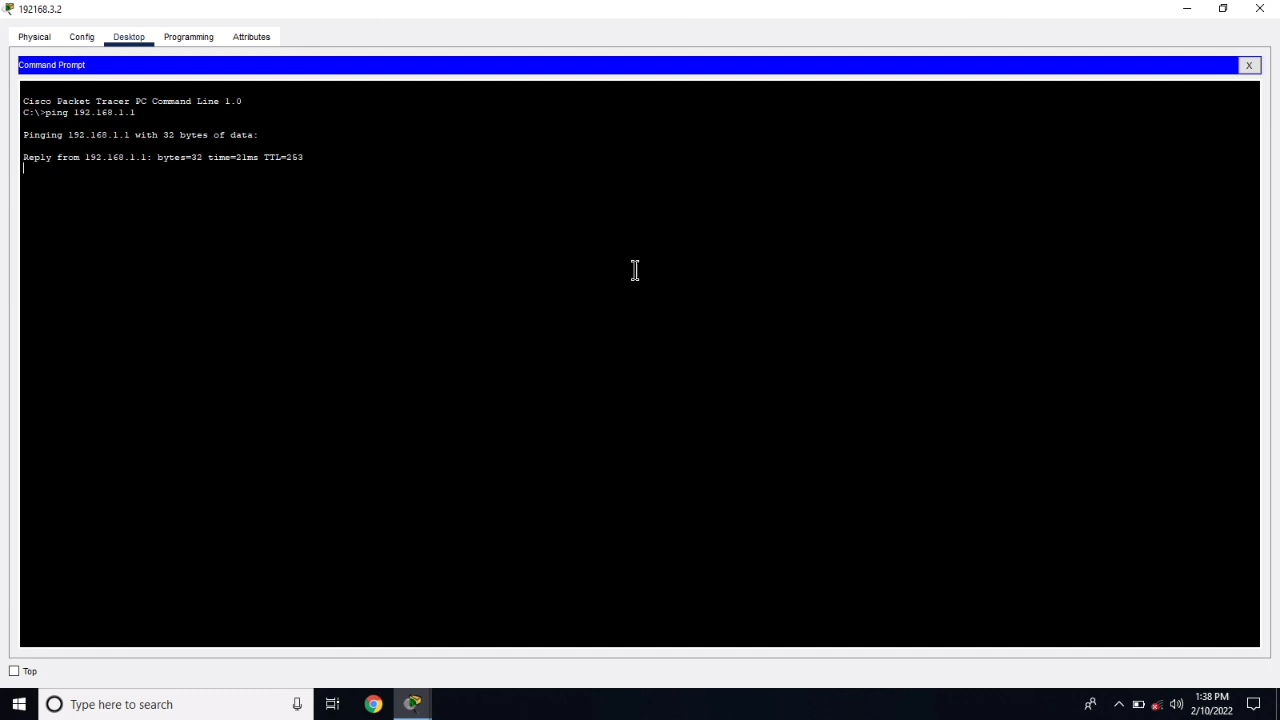 192168.3.2
Physical Config Desktop Programming Attributes
Command Prompt
X
Cisco Packet Tracer PC Command Line 1.0
C:\>ping 192.168.1.1
Pinging 192.168.1.1 with 32 bytes of data:
Reply from 192.168.1.1: bytes=32 time=21ms TTL=253
Top
Type here to search
1:38 PM
2/10/2022